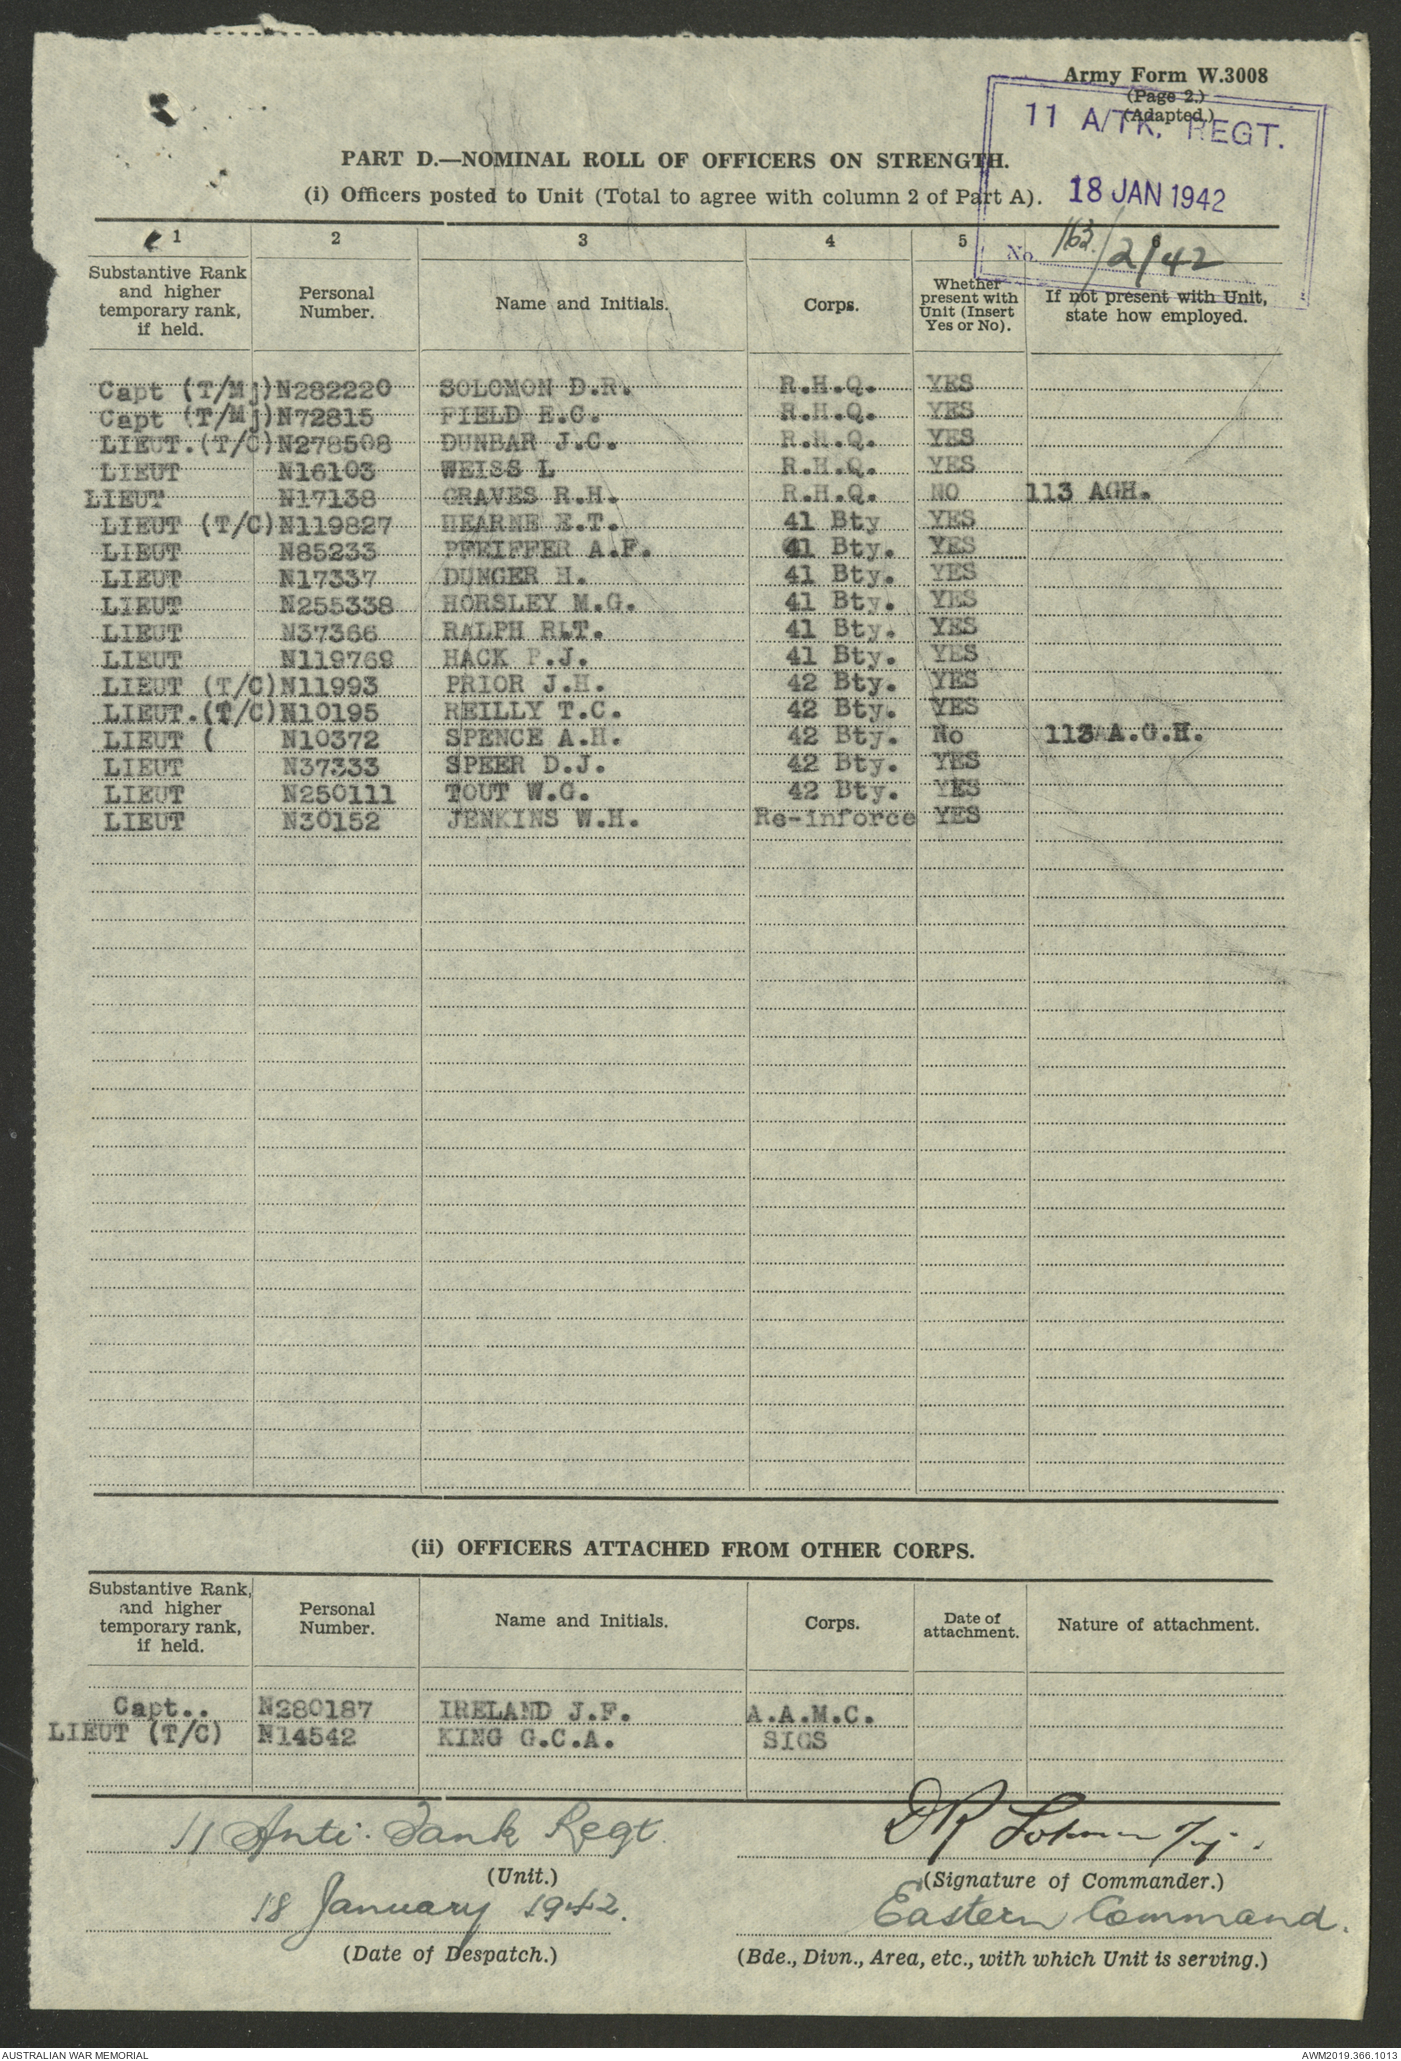 Army Form W.3008
(Page 2.)
(Adapted.)
11 A/TK. REGT.
18 JAN 1942
No. 163/2/42
PART D.—NOMINAL ROLL OF OFFICERS ON STRENGTH.
(i) Officers posted to Unit (Total to agree with column 2 of Part A).
1 2 3 4 5 6
Substantive Rank and higher temporary rank, if held. Personal Number. Name and Initials. Corps. Whether present with Unit (Insert Yes or No). If not present with Unit, state how employed.
Capt (T/Mj) N282220 SOLOMON D.R. R.H.Q. YES
Capt (T/Mj) N72815 FIELD E.C. R.H.Q. YES
LIEUT.(T/C) N278508 DUNBAR J.C. R.H.Q. YES
LIEUT N16103 WEISS L R.H.Q. YES
LIEUT N17138 GRAVES R.H. R.H.Q. NO 113 AGH.
LIEUT (T/C) N119827 HEARNE E.T. 41 Bty YES
LIEUT N85233 PFEIFFER A.F. 41 Bty. YES
LIEUT N17337 DUNGER H. 41 Bty. YES
LIEUT N255338 HORSLEY M.G. 41 Bty. YES
LIEUT N37366 RALPH RLT. 41 Bty. YES
LIEUT N119769 HACK P.J. 41 Bty. YES
LIEUT (T/C) N11993 PRIOR J.H. 42 Bty. YES
LIEUT.(T/C) N10195 REILLY T.C. 42 Bty. YES
LIEUT ( N10372 SPENCE A.H. 42 Bty. No 113 A.G.H.
LIEUT N37333 SPEER D.J. 42 Bty. YES
LIEUT N250111 TOUT W.G. 42 Bty. YES
LIEUT N30152 JENKINS W.H. Re-inforce YES
(ii) OFFICERS ATTACHED FROM OTHER CORPS.
Substantive Rank, and higher temporary rank, if held. Personal Number. Name and Initials. Corps. Date of attachment. Nature of attachment.
Capt.. N280187 IRELAND J.F. A.A.M.C.
LIEUT (T/C) N14542 KING G.C.A. SIGS
11 Anti-Tank Regt. DR Solomon Maj.
(Unit.) (Signature of Commander.)
18 January 1942. Eastern Command.
(Date of Despatch.) (Bde., Divn., Area, etc., with which Unit is serving.)
AUSTRALIAN WAR MEMORIAL AWM2019.366.1013